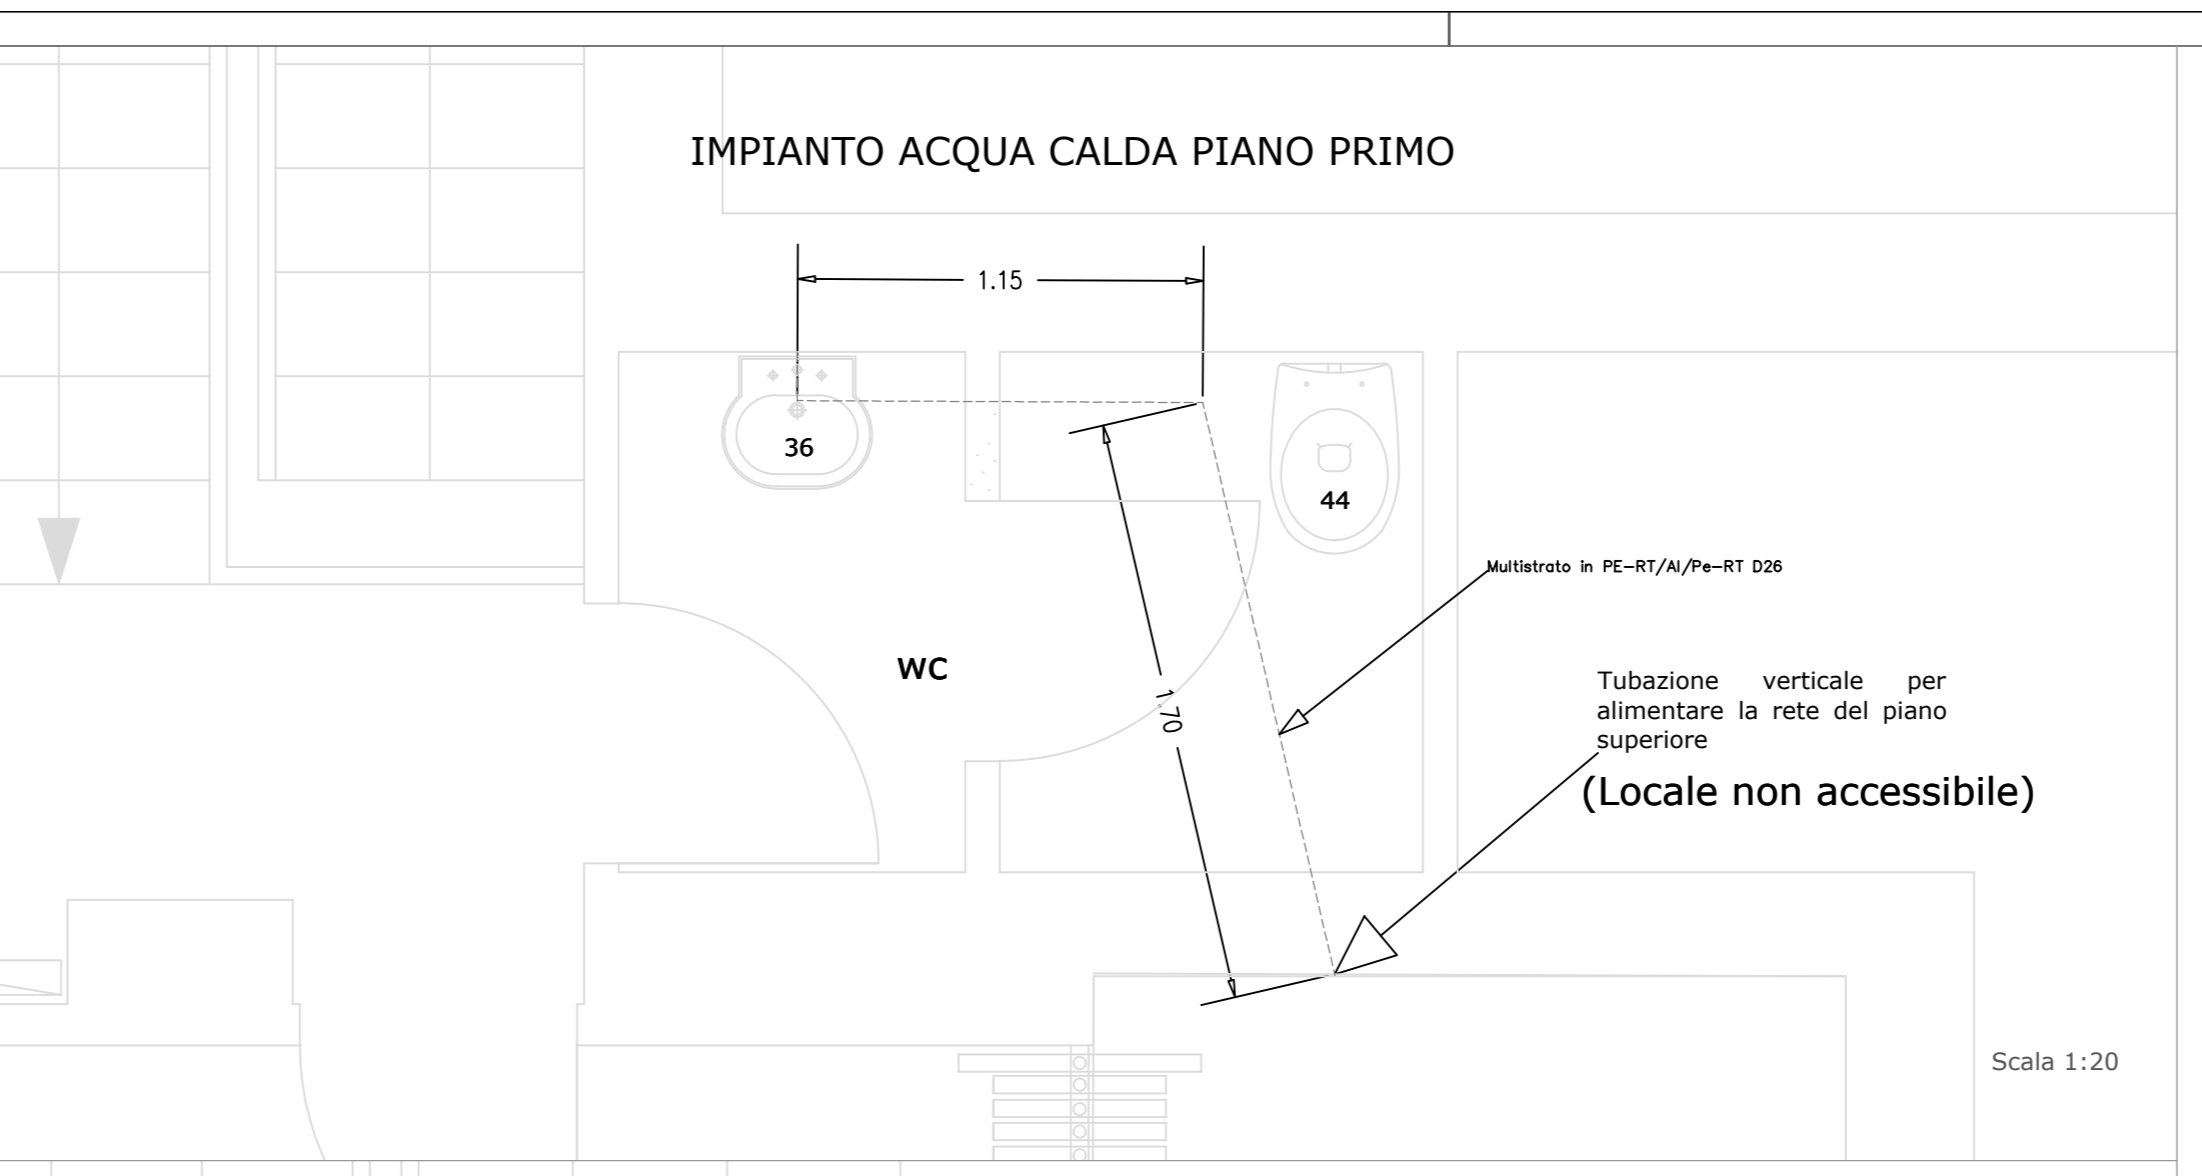 IMPIANTO ACQUA CALDA PIANO PRIMO
1.15
36
44
Multistrato in PE-RT/Al/Pe-RT D26
WC
1.70
Tubazione verticale per
alimentare la rete del piano
superiore
(Locale non accessibile)
Scala 1:20